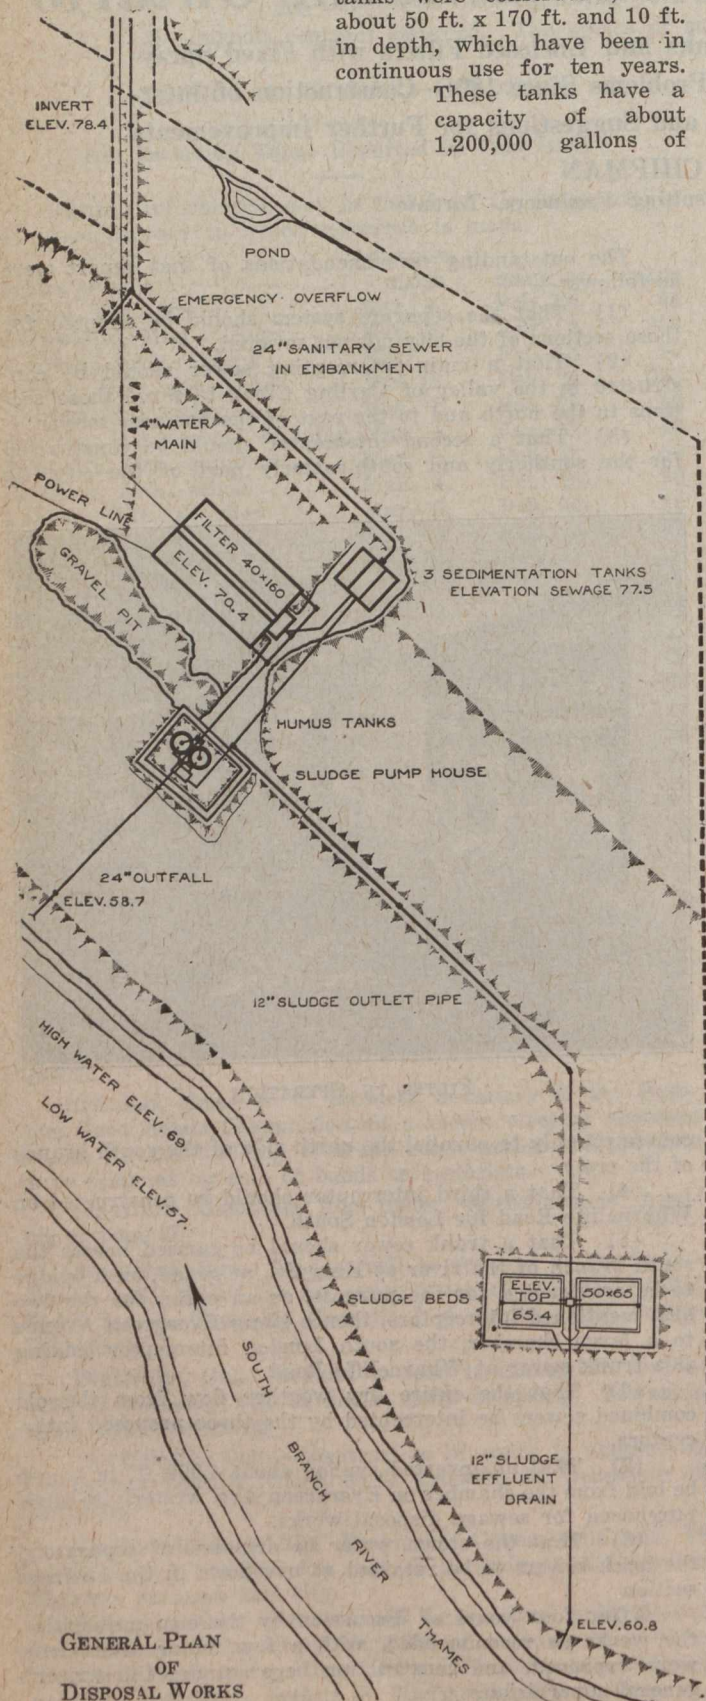 about 50 ft. x 170 ft. and 10 ft.
in depth, which have been in
continuous use for ten years.
These tanks have a
capacity of about
1,200,000 gallons of
INVERT
ELEV. 78.4
POND
EMERGENCY OVERFLOW
24" SANITARY SEWER
IN EMBANKMENT
4" WATER
MAIN
POWER LINE
FILTER 40×160
ELEV. 70.4
GRAVEL PIT
3 SEDIMENTATION TANKS
ELEVATION SEWAGE 77.5
HUMUS TANKS
SLUDGE PUMP HOUSE
24" OUTFALL
ELEV. 58.7
12" SLUDGE OUTLET PIPE
HIGH WATER ELEV. 69.
LOW WATER ELEV. 57.
SLUDGE BEDS
ELEV.
TOP
65.4
50×65
SOUTH BRANCH RIVER THAMES
12" SLUDGE
EFFLUENT
DRAIN
ELEV. 60.8
GENERAL PLAN
OF
DISPOSAL WORKS